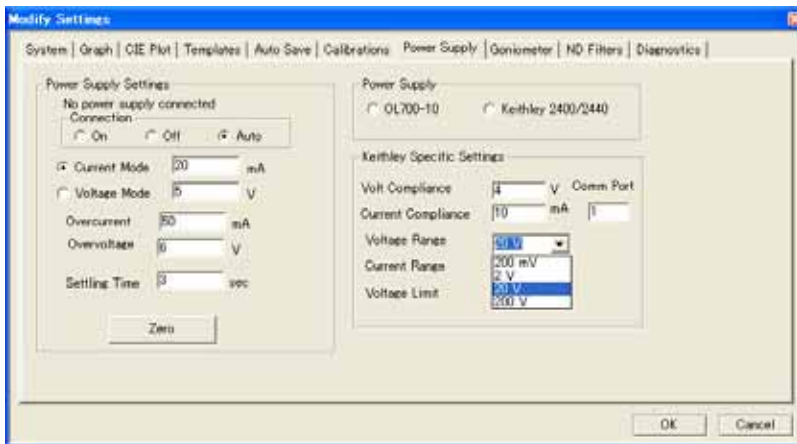 Modify Settings
System | Graph | CIE Plot | Templates | Auto Save | Calibrations | Power Supply | Goniometer | ND Filters | Diagnostics |
Power Supply Settings
No power supply connected
Connection
On Off Auto
Current Mode 20 mA
Voltage Mode 5 V
Overcurrent 50 mA
Overvoltage 6 V
Settling Time 3 sec
Zero
Power Supply
OL700-10 Keithley 2400/2440
Keithley Specific Settings
Volt Compliance 4 V Comm Port
Current Compliance 10 mA 1
Voltage Range 20 V
Current Range 200 mV
2 V
Voltage Limit 20 V
200 V
OK Cancel